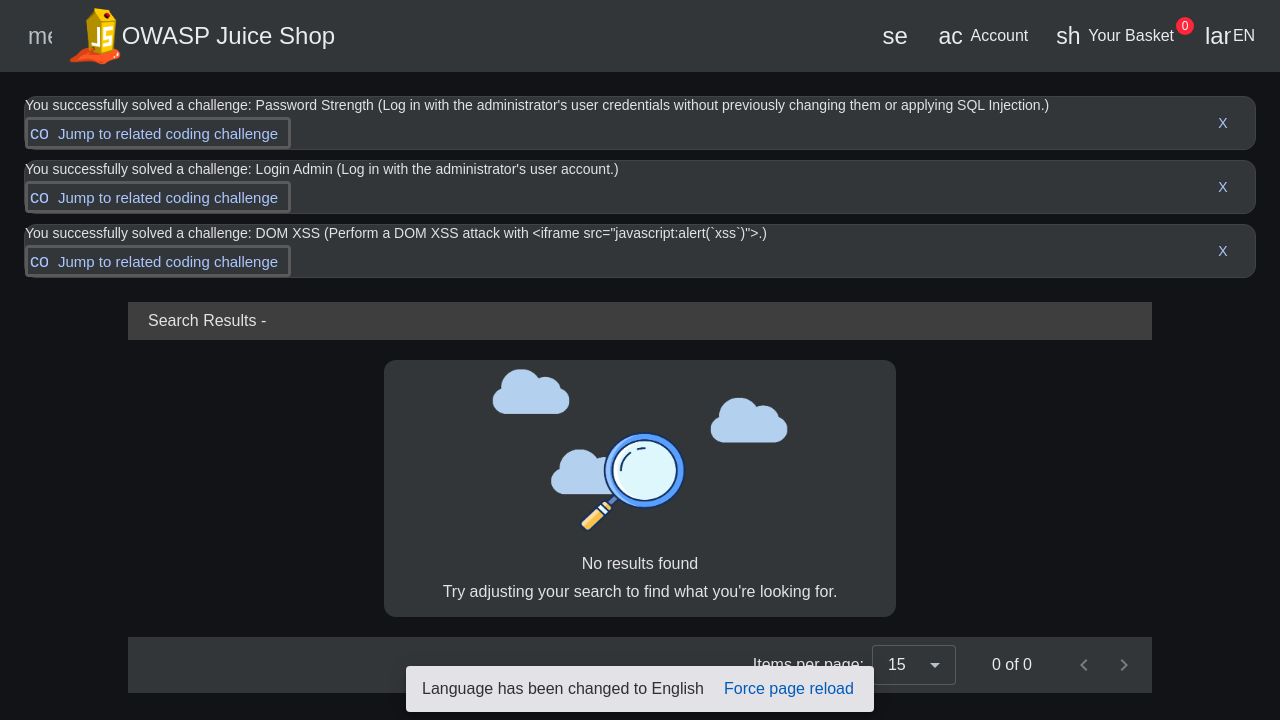 me OWASP Juice Shop se ac Account sh Your Basket 0 lar EN
You successfully solved a challenge: Password Strength (Log in with the administrator's user credentials without previously changing them or applying SQL Injection.)
co Jump to related coding challenge
X
You successfully solved a challenge: Login Admin (Log in with the administrator's user account.)
co Jump to related coding challenge
X
You successfully solved a challenge: DOM XSS (Perform a DOM XSS attack with <iframe src="javascript:alert(`xss`)">.)
co Jump to related coding challenge
X
Search Results -
No results found
Try adjusting your search to find what you're looking for.
Items per page: 15 0 of 0
Language has been changed to English Force page reload